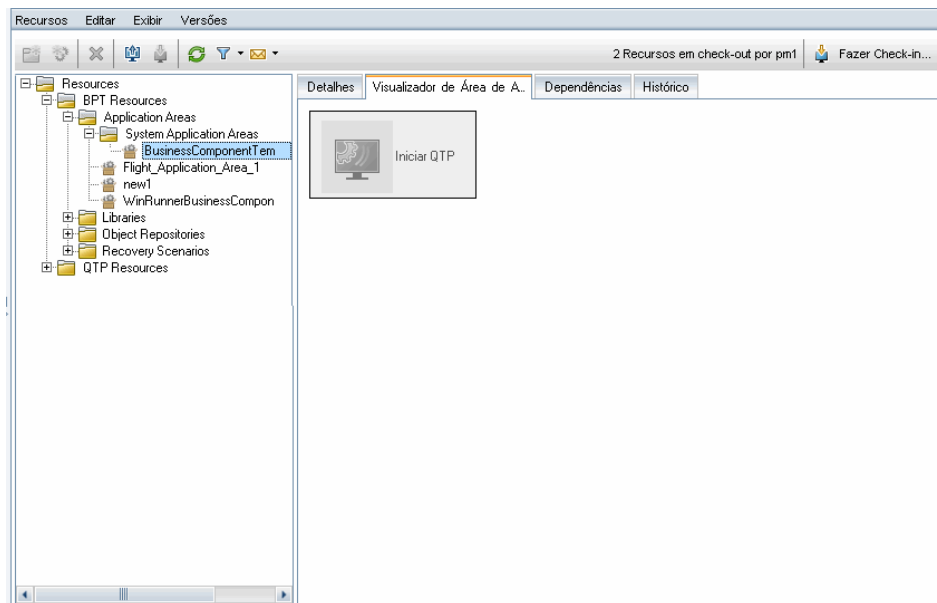 Recursos Editar Exibir Versões
2 Recursos em check-out por pm1 Fazer Check-in...
Resources
BPT Resources
Application Areas
System Application Areas
BusinessComponentTem
Flight_Application_Area_1
new1
WinRunnerBusinessCompon
Libraries
Object Repositories
Recovery Scenarios
QTP Resources
Detalhes Visualizador de Área de A.. Dependências Histórico
Iniciar QTP